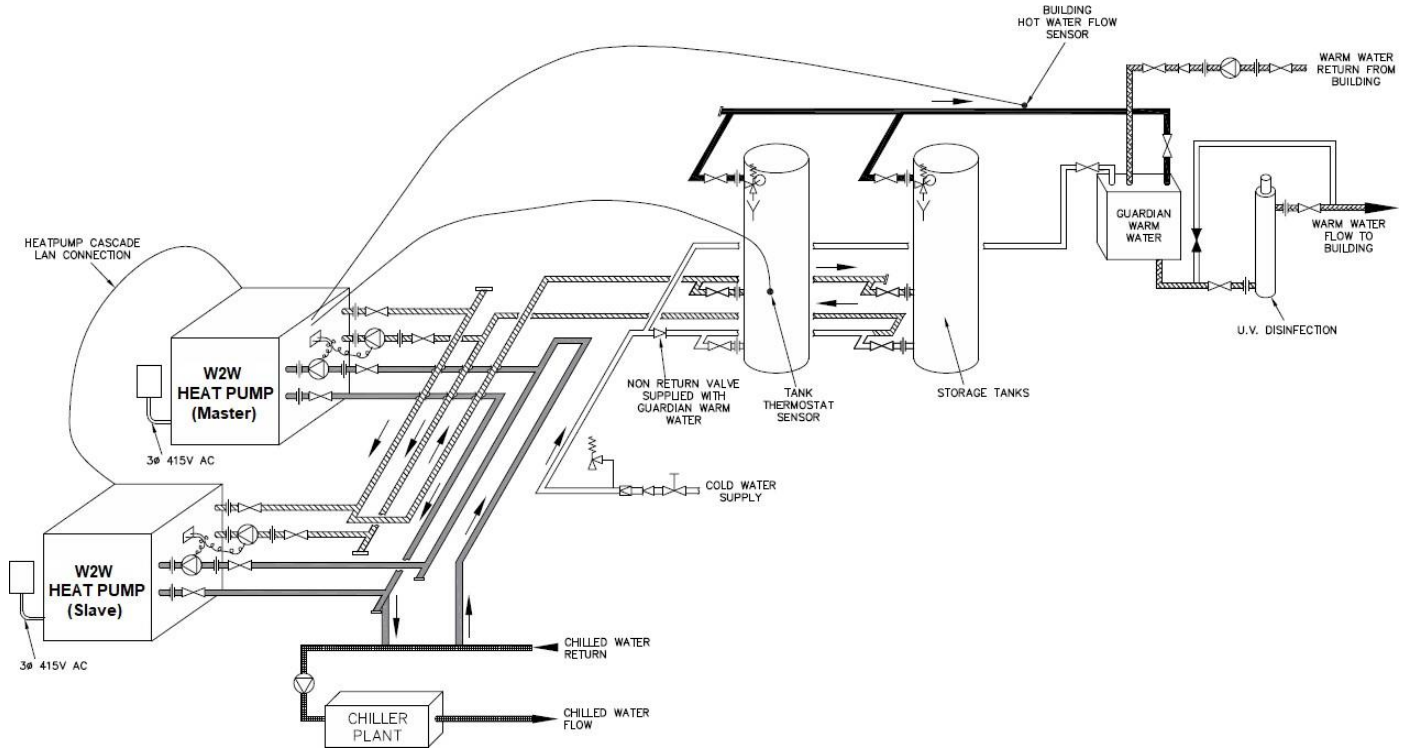 BUILDING
HOT WATER FLOW
SENSOR
WARM WATER
RETURN FROM
BUILDING
HEATPUMP CASCADE
LAN CONNECTION
GUARDIAN
WARM
WATER
WARM WATER
FLOW TO
BUILDING
U.V. DISINFECTION
W2W
HEAT PUMP
(Master)
3ø 415V AC
NON RETURN VALVE
SUPPLIED WITH
GUARDIAN WARM
WATER
TANK
THERMOSTAT
SENSOR
STORAGE TANKS
COLD WATER
SUPPLY
W2W
HEAT PUMP
(Slave)
3ø 415V AC
CHILLED WATER
RETURN
CHILLER
PLANT
CHILLED WATER
FLOW